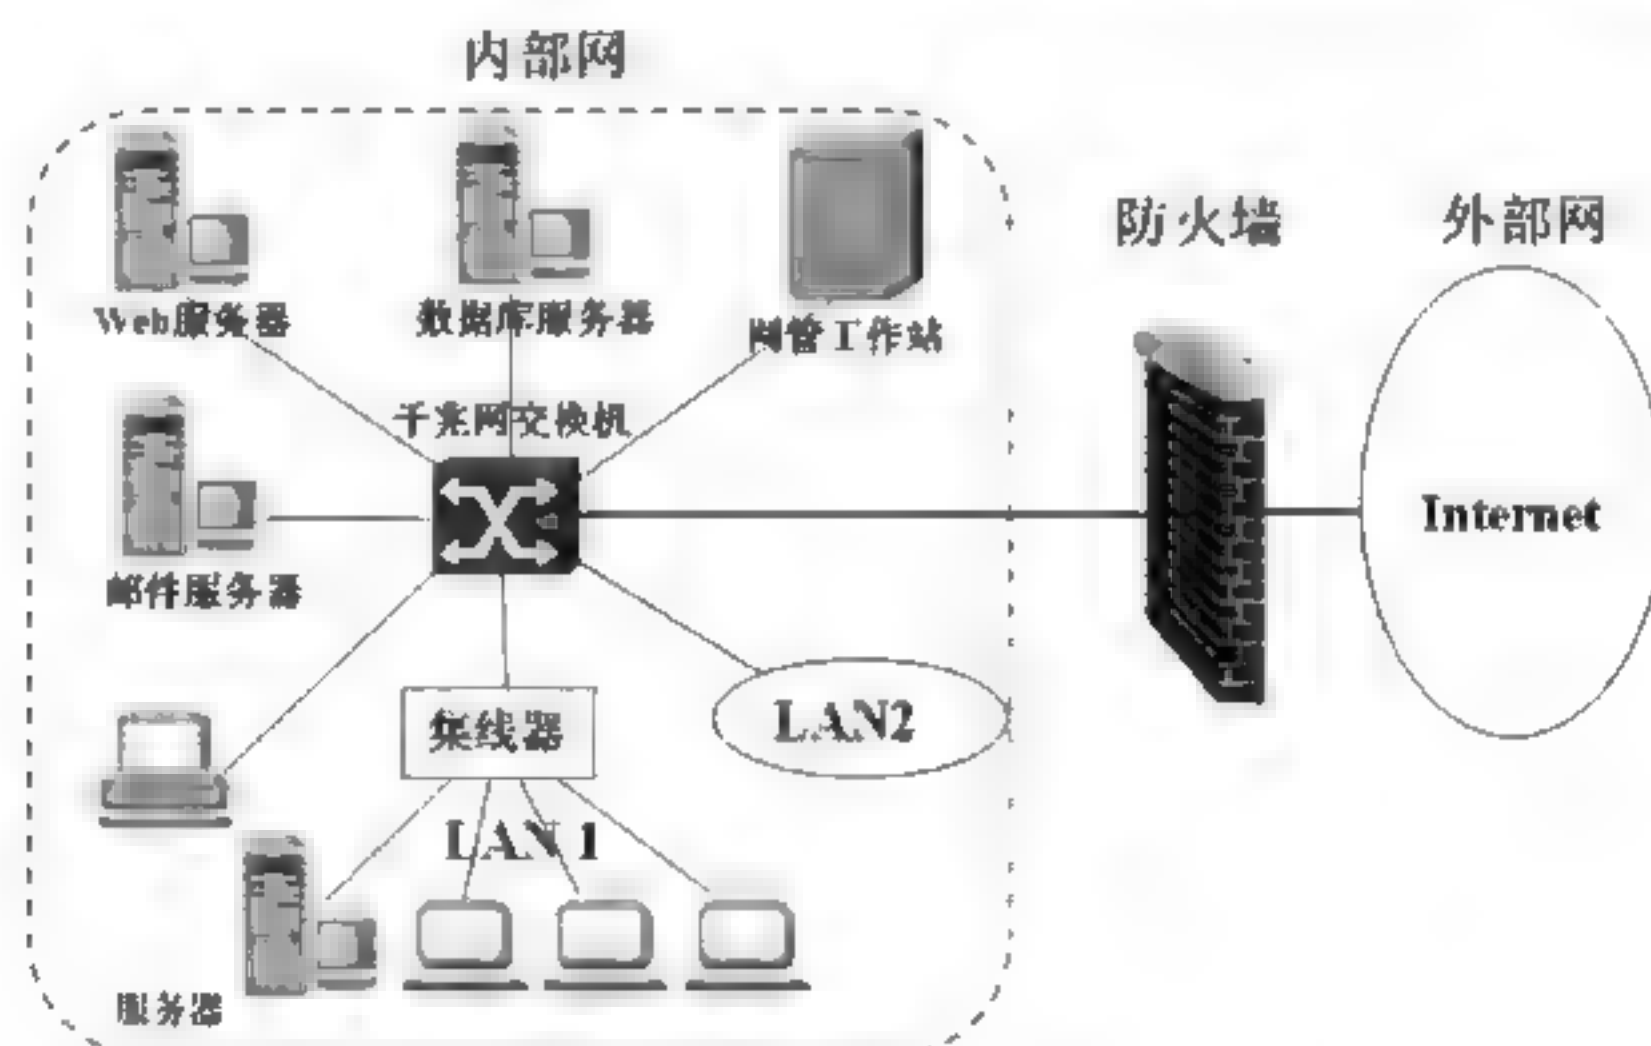 内部网
防火墙
外部网
Web服务器
数据库服务器
网管工作站
千兆网交换机
Internet
邮件服务器
集线器
LAN2
LAN 1
服务器